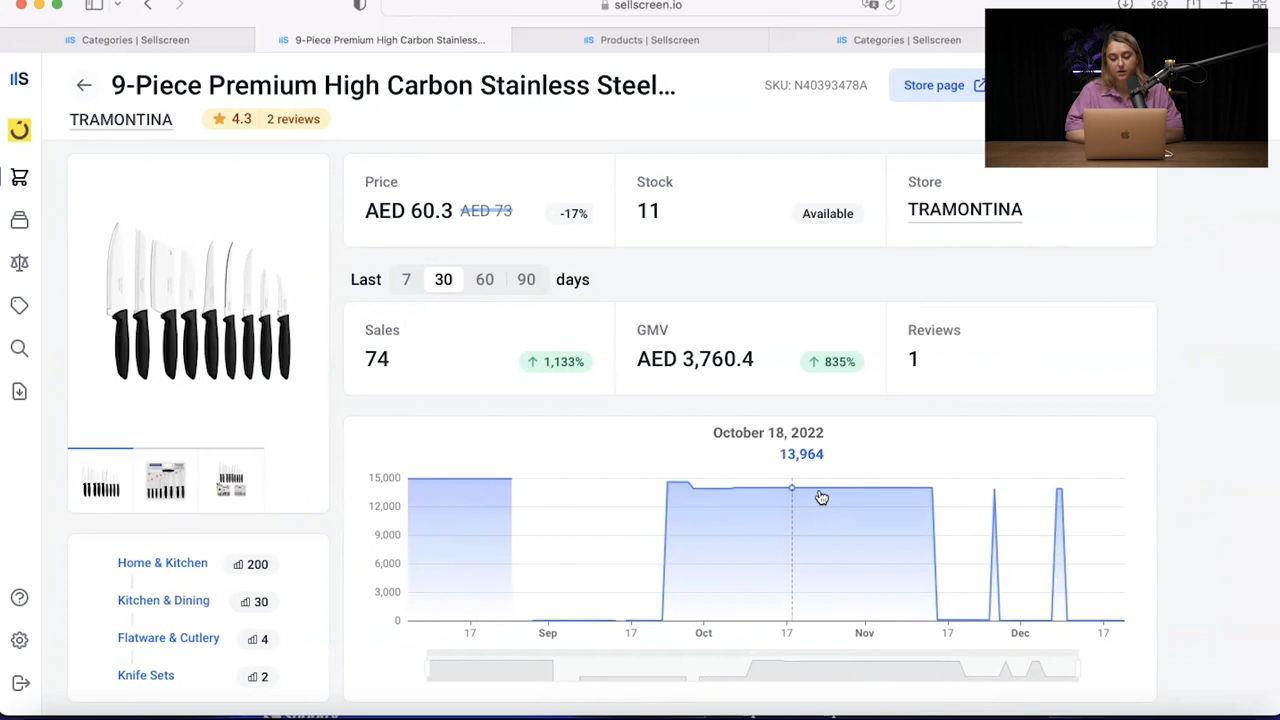 sellscreen.io
Categories | Sellscreen
9-Piece Premium High Carbon Stainless...
Products | Sellscreen
Categories | Sellscreen
9-Piece Premium High Carbon Stainless Steel...
SKU: N40393478A
Store page
TRAMONTINA
4.3
2 reviews
Price
AED 60.3 AED 73
-17%
Stock
11
Available
Store
TRAMONTINA
Last 7 30 60 90 days
Sales
74
1,133%
GMV
AED 3,760.4
835%
Reviews
1
October 18, 2022
13,964
15,000
12,000
9,000
6,000
3,000
0
17 Sep 17 Oct 17 Nov 17 Dec 17
Home & Kitchen 200
Kitchen & Dining 30
Flatware & Cutlery 4
Knife Sets 2